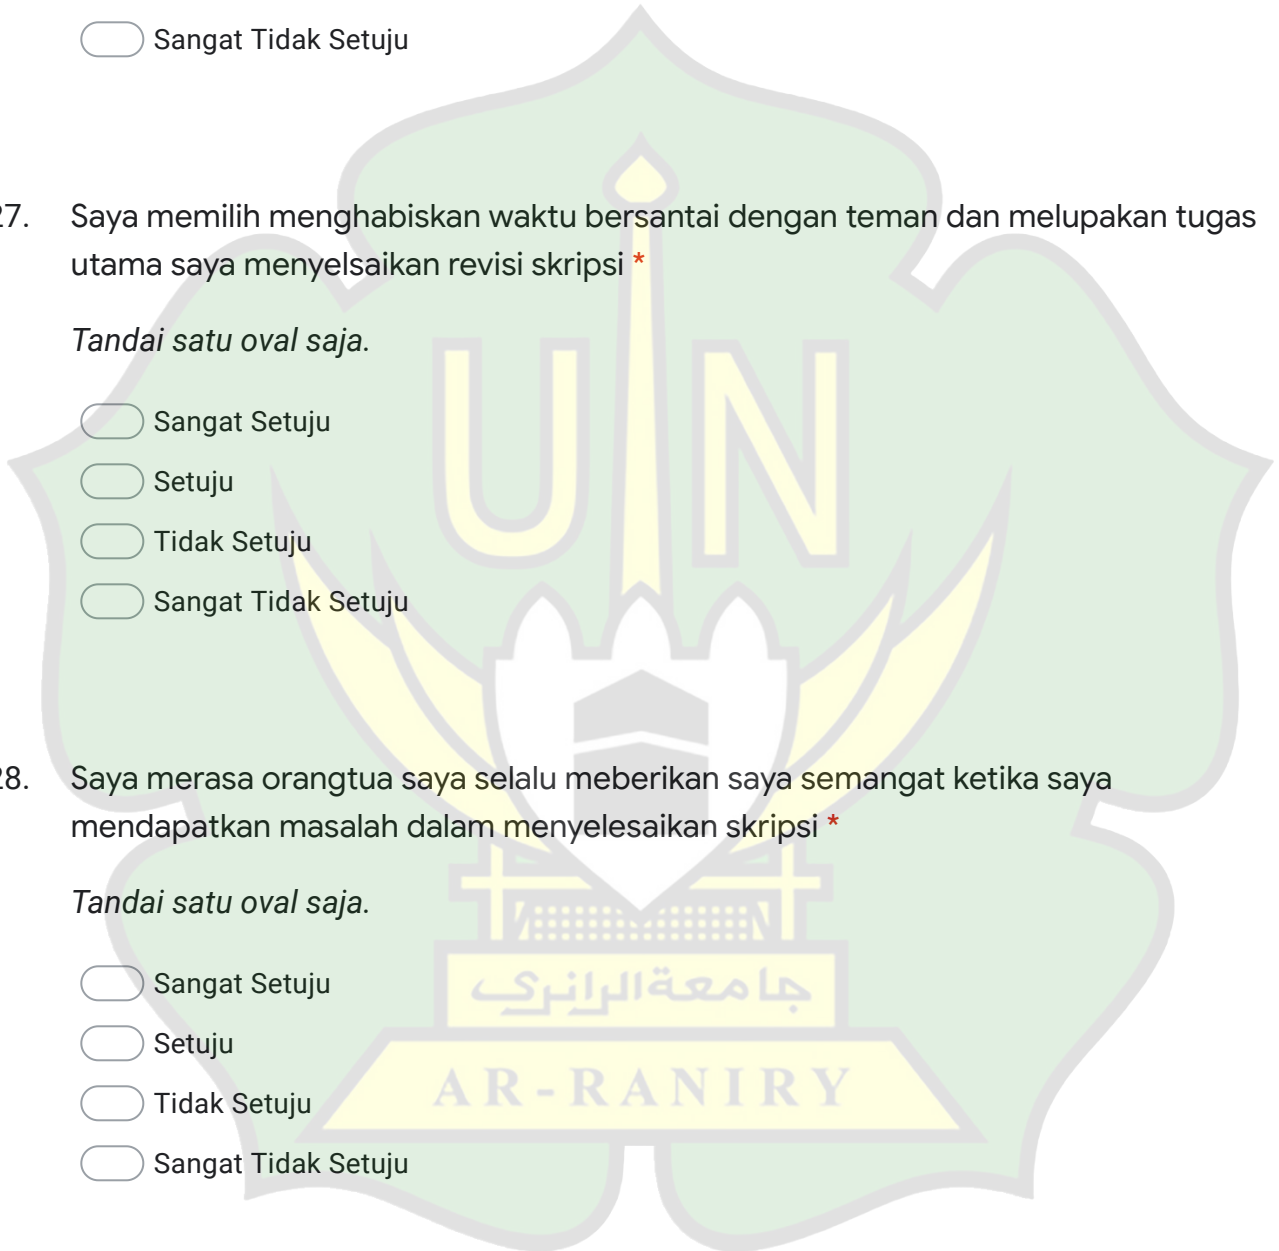 Sangat Tidak Setuju
27. Saya memilih menghabiskan waktu bersantai dengan teman dan melupakan tugas
utama saya menyelsaikan revisi skripsi *
Tandai satu oval saja.
Sangat Setuju
Setuju
Tidak Setuju
Sangat Tidak Setuju
28. Saya merasa orangtua saya selalu meberikan saya semangat ketika saya
mendapatkan masalah dalam menyelesaikan skripsi *
Tandai satu oval saja.
Sangat Setuju
Setuju
Tidak Setuju
Sangat Tidak Setuju
UIN
جامعة الرانري
AR-RANIRY